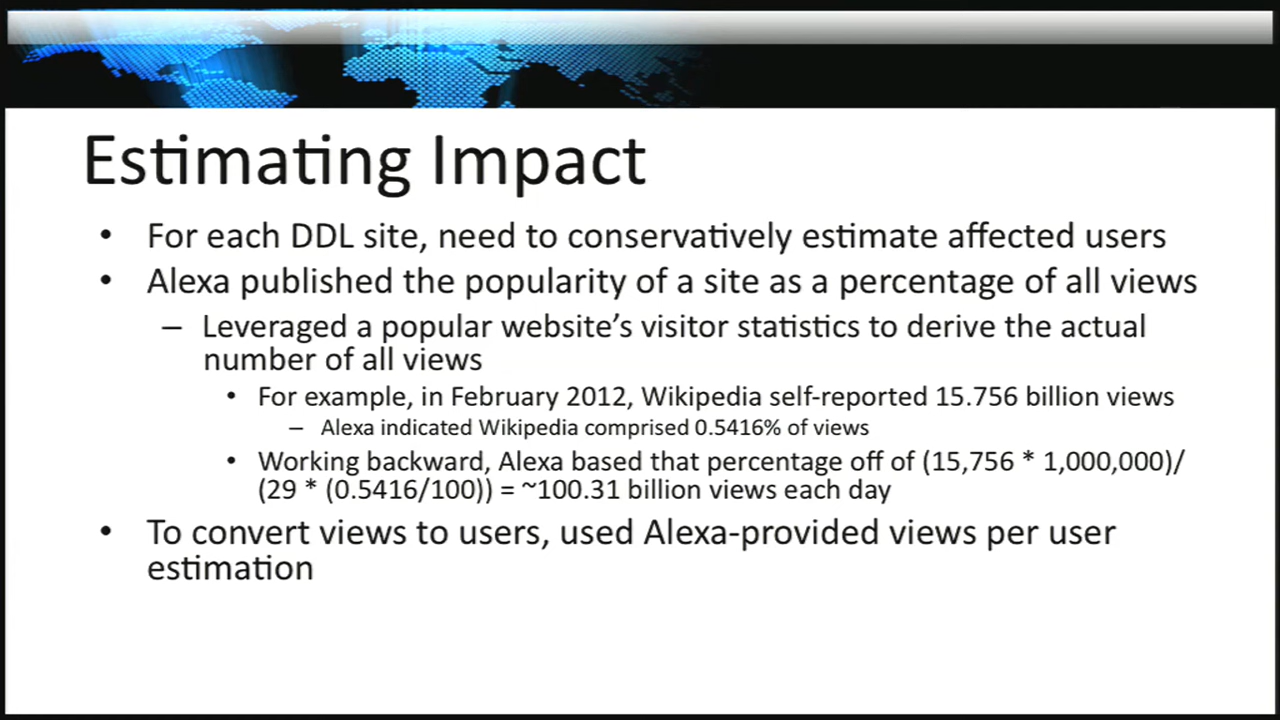 Estimating Impact
• For each DDL site, need to conservatively estimate affected users
• Alexa published the popularity of a site as a percentage of all views
– Leveraged a popular website's visitor statistics to derive the actual
number of all views
• For example, in February 2012, Wikipedia self-reported 15.756 billion views
– Alexa indicated Wikipedia comprised 0.5416% of views
• Working backward, Alexa based that percentage off of (15,756 * 1,000,000)/
(29 * (0.5416/100)) = ~100.31 billion views each day
• To convert views to users, used Alexa-provided views per user
estimation